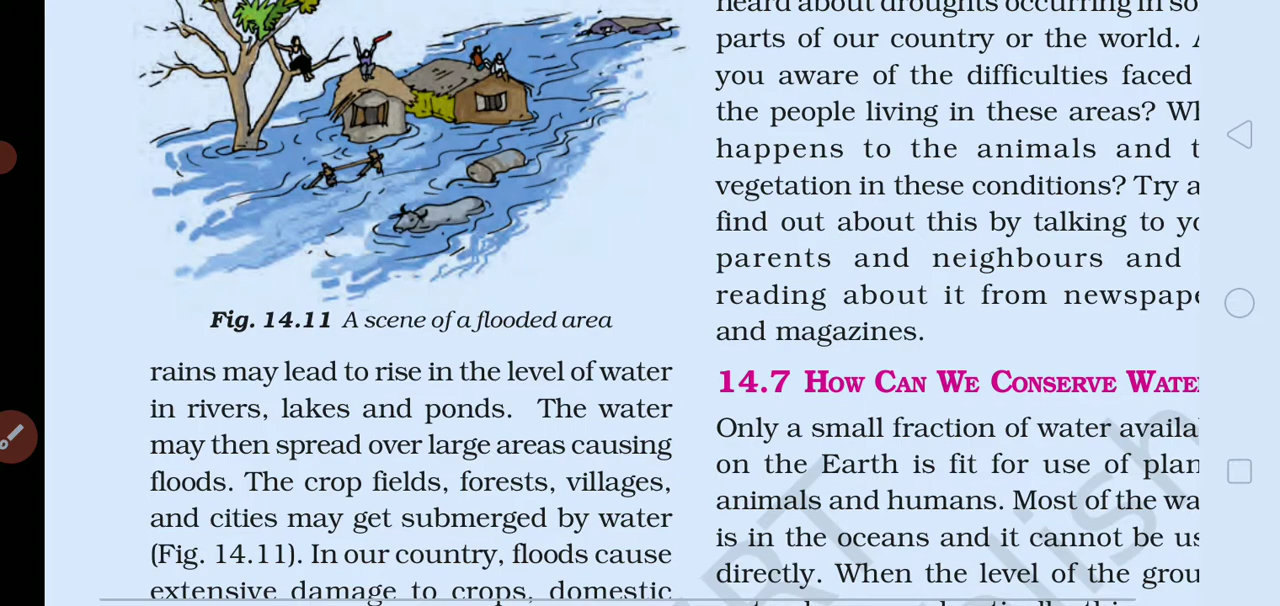 Fig. 14.11 A scene of a flooded area
rains may lead to rise in the level of water
in rivers, lakes and ponds. The water
may then spread over large areas causing
floods. The crop fields, forests, villages,
and cities may get submerged by water
(Fig. 14.11). In our country, floods cause
extensive damage to crops, domestic
heard about droughts occurring in so
parts of our country or the world.
you aware of the difficulties faced
the people living in these areas?
happens to the animals and
vegetation in these conditions? Try
find out about this by talking to
parents and neighbours and
reading about it from newspape
and magazines.
14.7 How Can We Conserve Wate
Only a small fraction of water availa
on the Earth is fit for use of plan
animals and humans. Most of the wa
is in the oceans and it cannot be us
directly. When the level of the grou